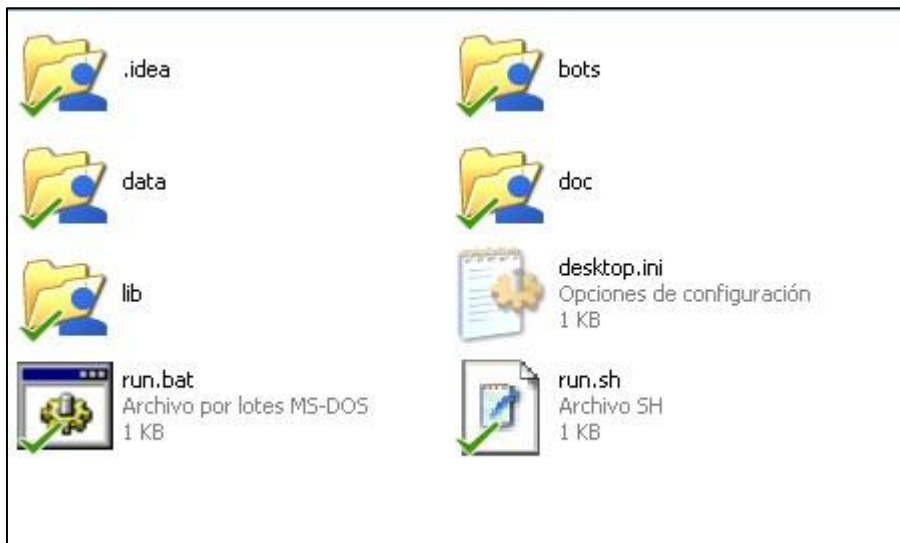 .idea
bots
data
doc
lib
desktop.ini
Opciones de configuración
1 KB
run.bat
Archivo por lotes MS-DOS
1 KB
run.sh
Archivo SH
1 KB